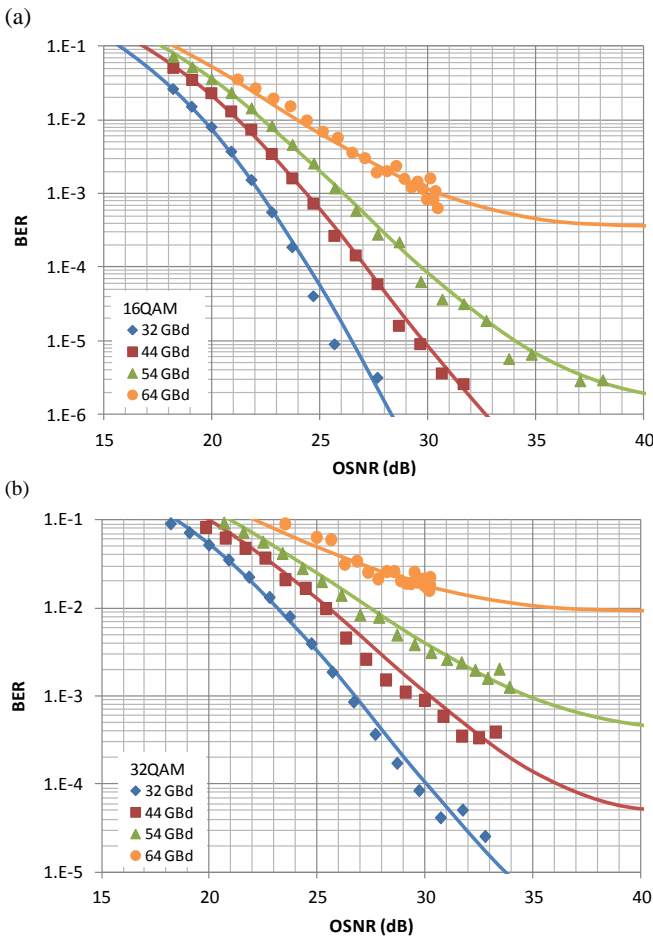 (a)
1.E-1
1.E-2
1.E-3
1.E-4
1.E-5
1.E-6
BER
16QAM
32 GBd
44 GBd
54 GBd
64 GBd
15 20 25 30 35 40
OSNR (dB)
(b)
1.E-1
1.E-2
1.E-3
1.E-4
1.E-5
BER
32QAM
32 GBd
44 GBd
54 GBd
64 GBd
15 20 25 30 35 40
OSNR (dB)